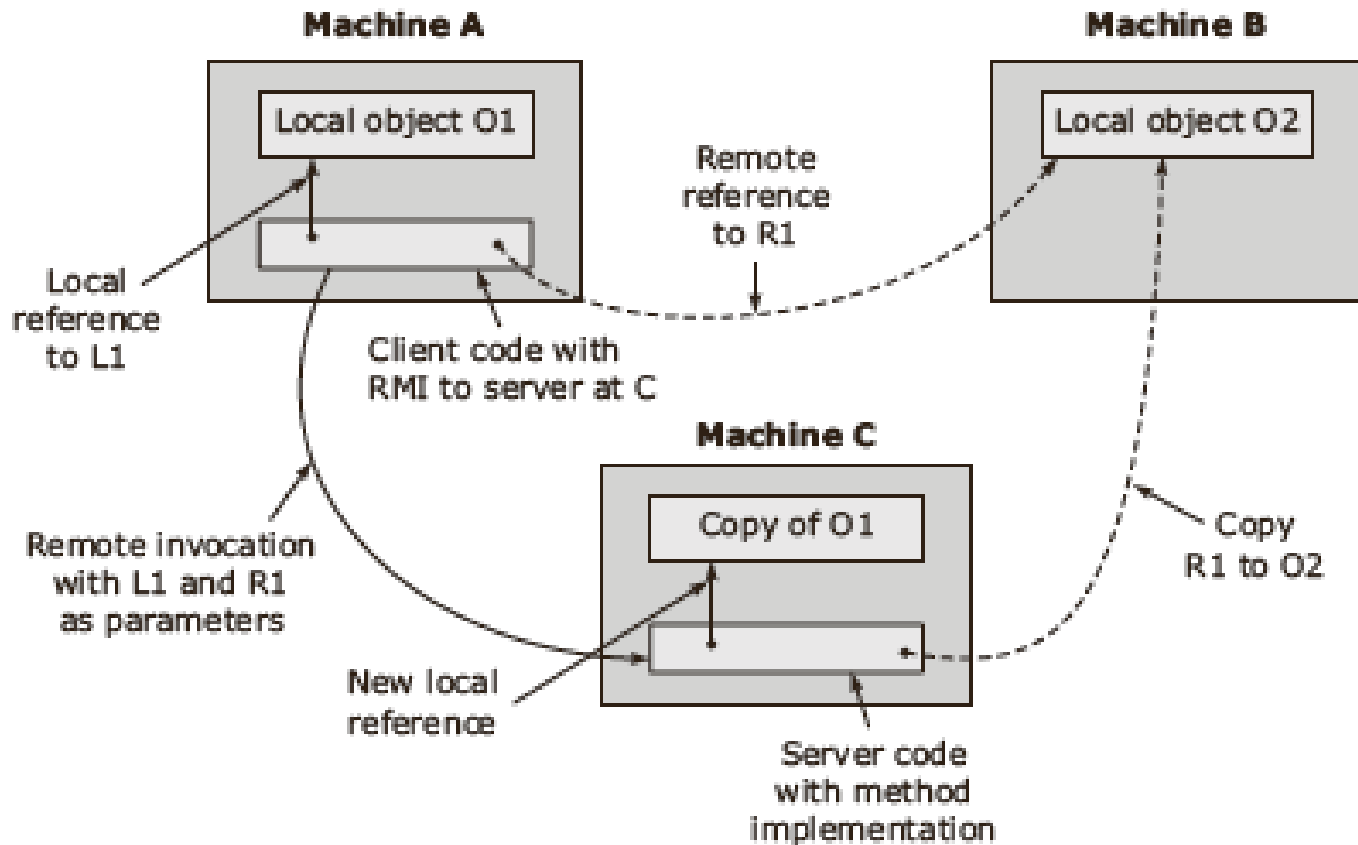 Machine A
Machine B
Local object O1
Local object O2
Remote
reference
to R1
Local
reference
to L1
Client code with
RMI to server at C
Machine C
Copy of O1
Remote invocation
with L1 and R1
as parameters
Copy
R1 to O2
New local
reference
Server code
with method
implementation